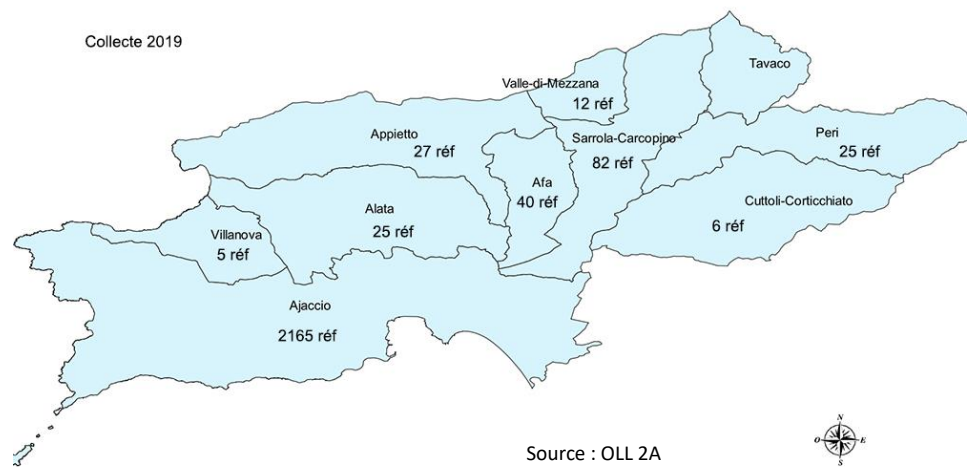 Collecte 2019
Tavaco
Valle-di-Mezzana
12 réf
Appietto
27 réf
Sarrola-Carcopino
82 réf
Peri
25 réf
Afa
40 réf
Cuttoli-Corticchiato
6 réf
Alata
25 réf
Villanova
5 réf
Ajaccio
2165 réf
N
O
E
S
Source : OLL 2A